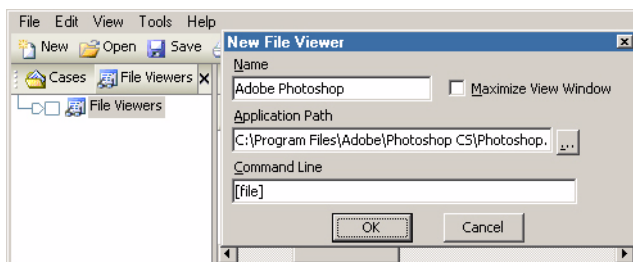 File Edit View Tools Help
New Open Save
Cases File Viewers
File Viewers
New File Viewer
Name
Adobe Photoshop
Maximize View Window
Application Path
C:\Program Files\Adobe\Photoshop CS\Photoshop.
...
Command Line
[file]
OK Cancel